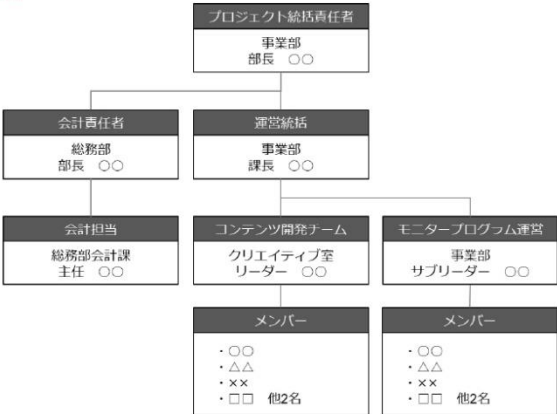 プロジェクト統括責任者
事業部
部長　〇〇
会計責任者
総務部
部長　〇〇
運営統括
事業部
課長　〇〇
会計担当
総務部会計課
主任　〇〇
コンテンツ開発チーム
クリエイティブ室
リーダー　〇〇
モニタープログラム運営
事業部
サブリーダー　〇〇
メンバー
・〇〇
・△△
・××
・□□　他2名
メンバー
・〇〇
・△△
・××
・□□　他2名